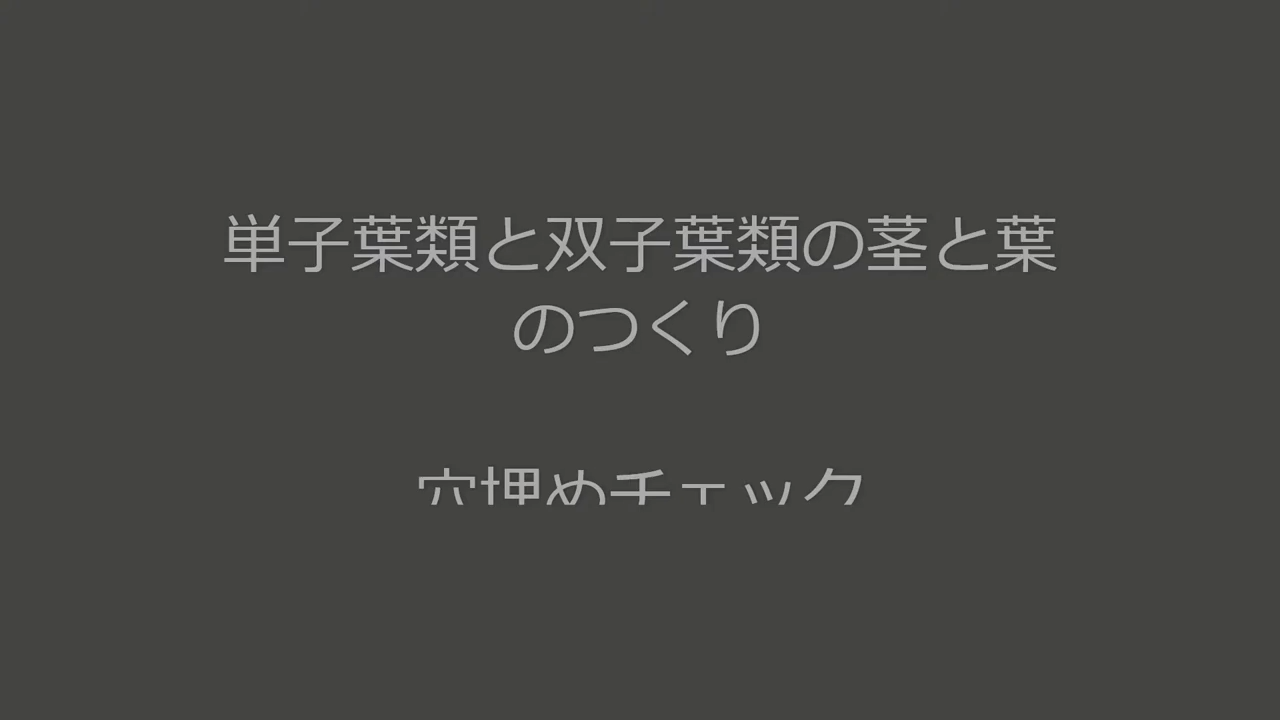 単子葉類と双子葉類の茎と葉
のつくり
穴埋めチェック